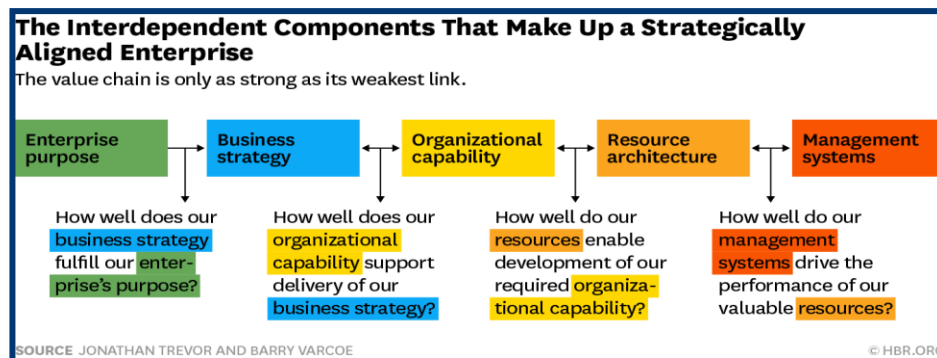 The Interdependent Components That Make Up a Strategically
Aligned Enterprise
The value chain is only as strong as its weakest link.
Enterprise
purpose
Business
strategy
Organizational
capability
Resource
architecture
Management
systems
How well does our
business strategy
fulfill our enter-
prise's purpose?
How well does our
organizational
capability support
delivery of our
business strategy?
How well do our
resources enable
development of our
required organiza-
tional capability?
How well do our
management
systems drive the
performance of our
valuable resources?
SOURCE JONATHAN TREVOR AND BARRY VARCOE
© HBR.ORG